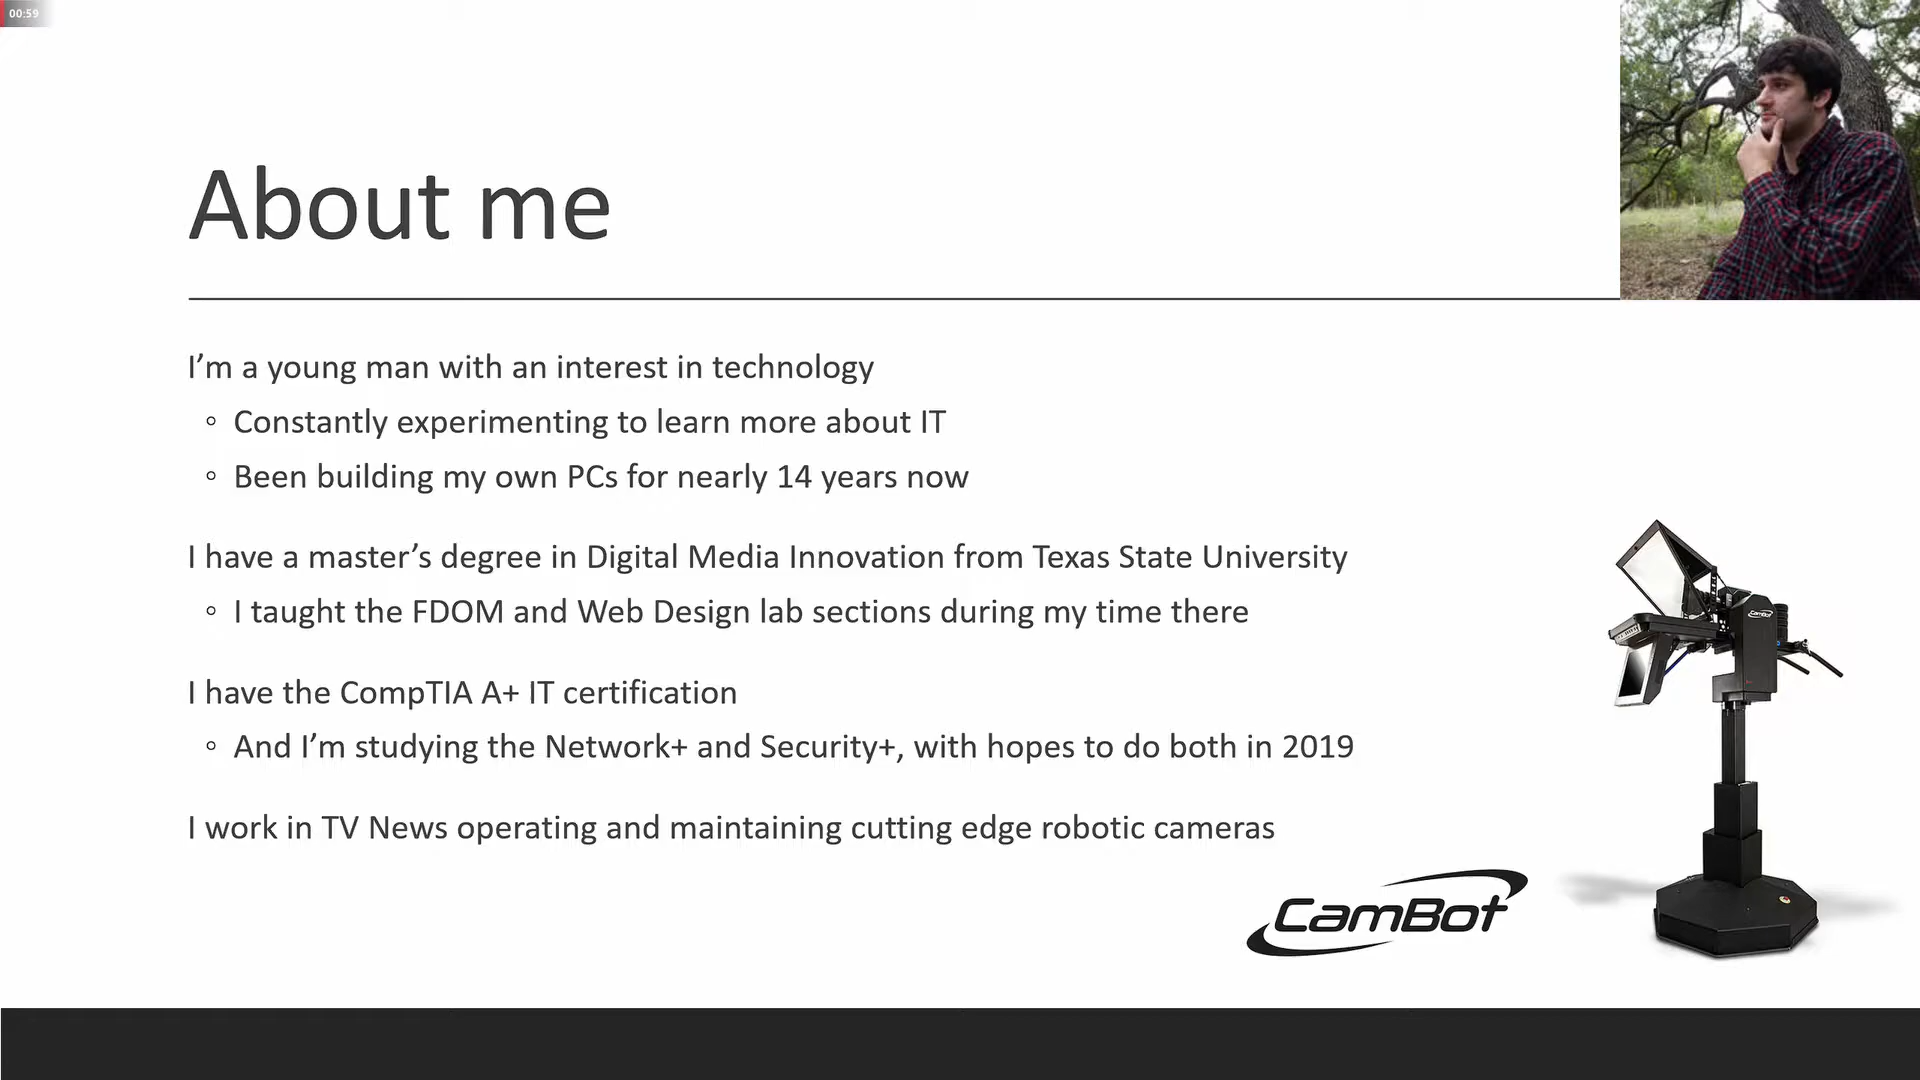 00:59
About me
I’m a young man with an interest in technology
◦ Constantly experimenting to learn more about IT
◦ Been building my own PCs for nearly 14 years now
I have a master’s degree in Digital Media Innovation from Texas State University
◦ I taught the FDOM and Web Design lab sections during my time there
I have the CompTIA A+ IT certification
◦ And I’m studying the Network+ and Security+, with hopes to do both in 2019
I work in TV News operating and maintaining cutting edge robotic cameras
CamBot
CamBot